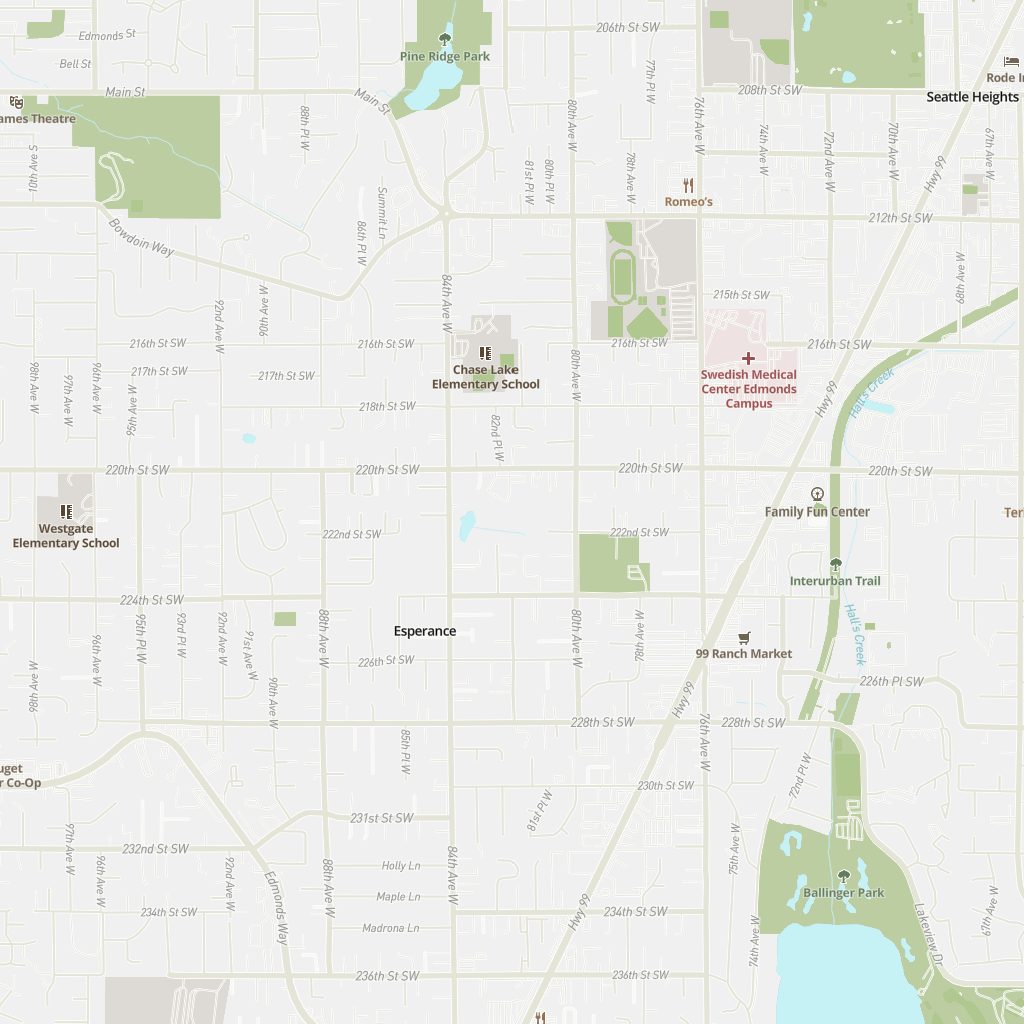 206th St SW
Edmonds St
Pine Ridge Park
Bell St
Rode In
77th Pl W
Main St
Main St
208th St SW
Seattle Heights
ames Theatre
88th Pl W
80th Ave W
76th Ave W
74th Ave W
72nd Ave W
70th Ave W
67th Ave W
10th Ave S
81st Pl W
80th Pl W
78th Ave W
Hwy 99
Romeo's
Summit Ln
212th St SW
Bowdoin Way
86th Pl W
68th Ave W
84th Ave W
90th Ave W
92nd Ave W
215th St SW
216th St SW
216th St SW
216th St SW
217th St SW
217th St SW
Chase Lake
Elementary School
Swedish Medical
Center Edmonds
Campus
98th Ave W
97th Ave W
96th Ave W
95th Ave W
80th Ave W
Hall's Creek
Hwy 99
218th St SW
82nd Pl W
220th St SW
220th St SW
220th St SW
220th St SW
Family Fun Center
Ter
Westgate
Elementary School
222nd St SW
222nd St SW
Interurban Trail
224th St SW
95th Pl W
93rd Pl W
92nd Ave W
91st Ave W
88th Ave W
Esperance
80th Ave W
78th Ave W
Hall's Creek
99 Ranch Market
96th Ave W
98th Ave W
226th St SW
226th Pl SW
90th Ave W
Hwy 99
228th St SW
228th St SW
76th Ave W
85th Pl W
uget
r Co-Op
72nd Pl W
230th St SW
81st Pl W
231st St SW
97th Ave W
232nd St SW
75th Ave W
96th Ave W
92nd Ave W
Edmonds Way
88th Ave W
Holly Ln
84th Ave W
Ballinger Park
Maple Ln
234th St SW
234th St SW
Hwy 99
67th Ave W
Madrona Ln
Lakeview Dr
74th Ave W
236th St SW
236th St SW